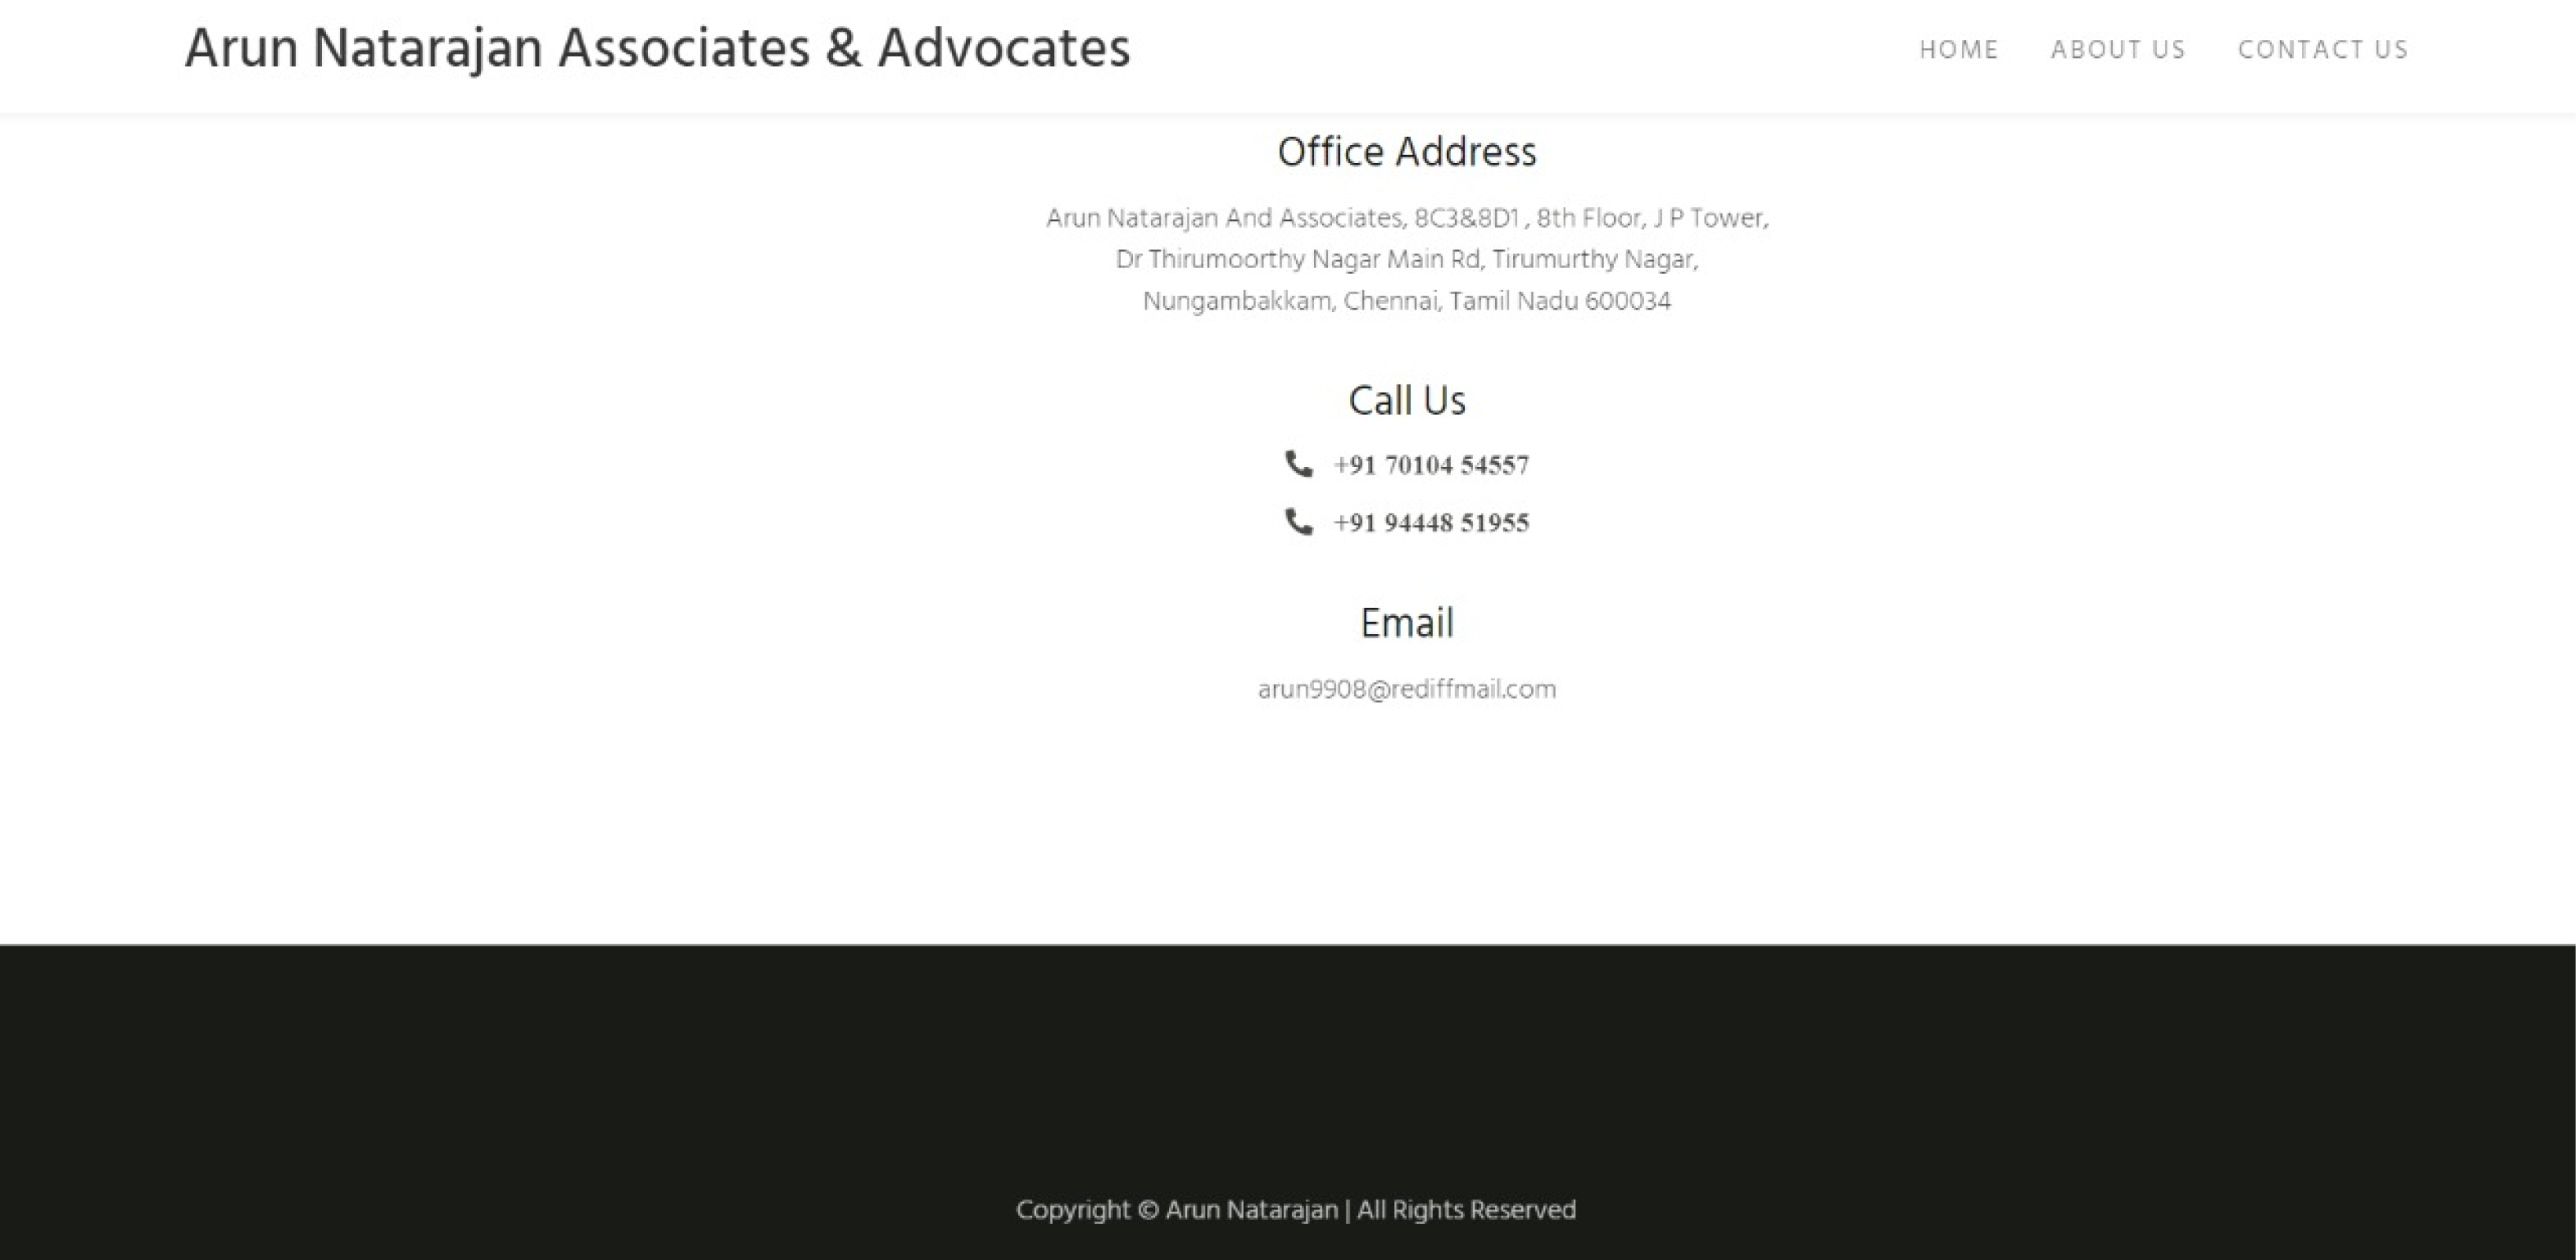 Arun Natarajan Associates & Advocates
HOME ABOUT US CONTACT US
Office Address
Arun Natarajan And Associates, 8C3&8D1 , 8th Floor, J P Tower,
Dr Thirumoorthy Nagar Main Rd, Tirumurthy Nagar,
Nungambakkam, Chennai, Tamil Nadu 600034
Call Us
+91 70104 54557
+91 94448 51955
Email
arun9908@rediffmail.com
Copyright © Arun Natarajan | All Rights Reserved